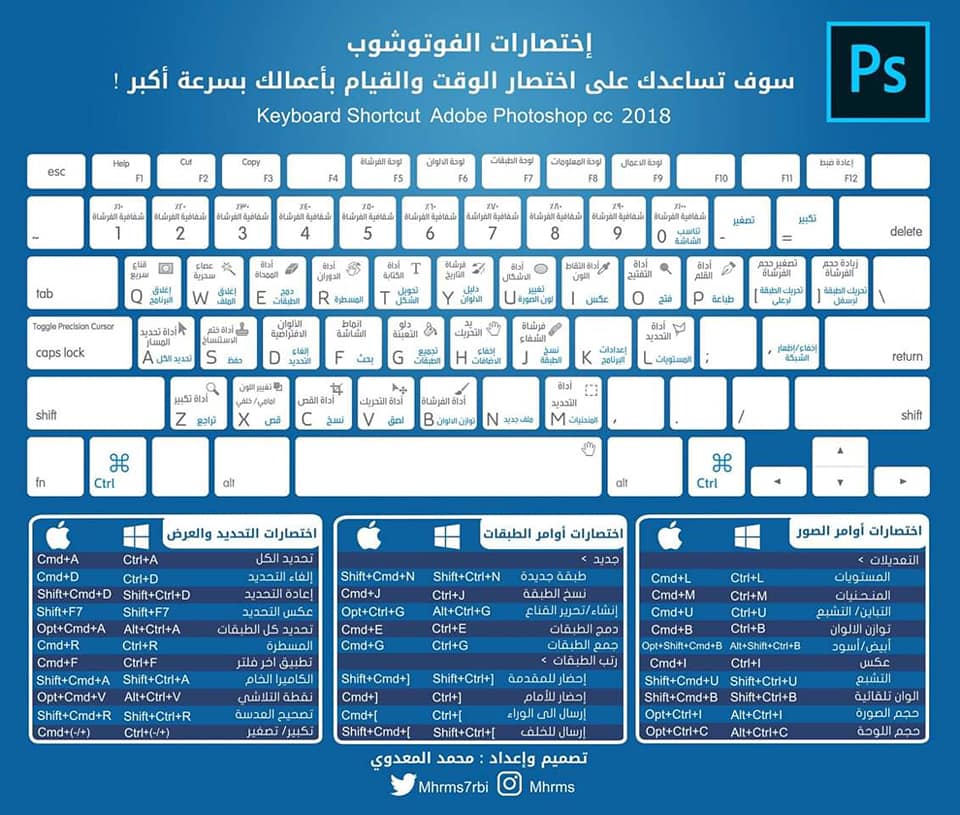 إختصارات الفوتوشوب
سوف تساعدك على اختصار الوقت والقيام بأعمالك بسرعة أكبر !
Keyboard Shortcut Adobe Photoshop cc 2018
Ps
esc
Help F1
Cut F2
Copy F3
F4
لوحة الفرشاة F5
لوحة الالوان F6
لوحة الطبقات F7
لوحة المعلومات F8
لوحة الاعمال F9
F10
F11
إعادة ضبط F12
~
١٠٪ شفافية الفرشاة 1
٢٠٪ شفافية الفرشاة 2
٣٠٪ شفافية الفرشاة 3
٤٠٪ شفافية الفرشاة 4
٥٠٪ شفافية الفرشاة 5
٦٠٪ شفافية الفرشاة 6
٧٠٪ شفافية الفرشاة 7
٨٠٪ شفافية الفرشاة 8
٩٠٪ شفافية الفرشاة 9
١٠٠٪ شفافية الفرشاة 0 تناسب الشاشة
تصغير -
تكبير =
delete
tab
قناع سريع Q إغلاق البرنامج
عصاء سحرية W إغلاق الملف
أداة الممحاة E دمج الطبقات
أداة الدوران R المسطرة
أداة الكتابة T تحويل الشكل
فرشاة التاريخ Y دليل الالوان
أداة الاشكال U تغيير لون الصورة
أداة التقاط اللون I عكس
أداة التفتيح O فتح
أداة القلم P طباعة
تصغير حجم الفرشاة [ تحريك الطبقة لأعلى
زيادة حجم الفرشاة ] تحريك الطبقة لأسفل
\
Toggle Precision Cursor
caps lock
أداة تحديد المسار A تحديد الكل
أداة ختم الإستنساخ S حفظ
الألوان الافتراضية D إلغاء التحديد
انماط الشاشة F بحث
دلو التعبئة G تجميع الطبقات
يد التحريك H إخفاء الاضافات
فرشاة الشفاء J نسخ الطبقة
K إعدادات البرنامج
أداة التحديد L المستويات
;
, إخفاء/إظهار الشبكة
return
shift
أداة تكبير Z تراجع
تغيير اللون امامي/ خلفي X قص
أداة القص C نسخ
أداة التحريك V لصق
أداة الفرشاة B توازن الالوان
N ملف جديد
أداة التحديد M المنحنيات
,
.
/
shift
fn
⌘ Ctrl
alt
alt
⌘ Ctrl
◄
▲
▼
►
اختصارات أوامر الصور
التعديلات >
Cmd+L Ctrl+L المستويات
Cmd+M Ctrl+M المنحنيات
Cmd+U Ctrl+U التباين/ التشبع
Cmd+B Ctrl+B توازن الالوان
Opt+Shift+Cmd+B Alt+Shift+Ctrl+B أبيض/أسود
Cmd+I Ctrl+I عكس
Shift+Cmd+U Shift+Ctrl+U التشبع
Shift+Cmd+B Shift+Ctrl+B الوان تلقائية
Opt+Ctrl+I Alt+Ctrl+I حجم الصورة
Opt+Ctrl+C Alt+Ctrl+C حجم اللوحة
اختصارات أوامر الطبقات
جديد >
Shift+Cmd+N Shift+Ctrl+N طبقة جديدة
Cmd+J Ctrl+J نسخ الطبقة
Opt+Ctrl+G Alt+Ctrl+G إنشاء/تحرير القناع
Cmd+E Ctrl+E دمج الطبقات
Cmd+G Ctrl+G جمع الطبقات
رتب الطبقات >
Shift+Cmd+] Shift+Ctrl+] إحضار للمقدمة
Cmd+] Ctrl+] إحضار للأمام
Cmd+[ Ctrl+[ إرسال الى الوراء
Shift+Cmd+[ Shift+Ctrl+[ إرسال للخلف
اختصارات التحديد والعرض
Cmd+A Ctrl+A تحديد الكل
Cmd+D Ctrl+D إلغاء التحديد
Shift+Cmd+D Shift+Ctrl+D إعادة التحديد
Shift+F7 Shift+F7 عكس التحديد
Opt+Cmd+A Alt+Ctrl+A تحديد كل الطبقات
Cmd+R Ctrl+R المسطرة
Cmd+F Ctrl+F تطبيق اخر فلتر
Shift+Cmd+A Shift+Ctrl+A الكاميرا الخام
Opt+Cmd+V Alt+Ctrl+V نقطة التلاشي
Shift+Cmd+R Shift+Ctrl+R تصحيح العدسة
Cmd+(-/+) Ctrl+(-/+) تكبير/ تصغير
تصميم وإعداد : محمد المعدوي
Mhrms7rbi Mhrms